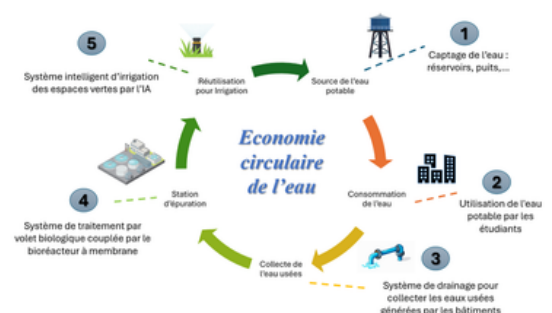 5
Système intelligent d'irrigation
des espaces vertes par l'IA
Réutilisation
pour Irrigation
Source de l'eau
potable
1
Captage de l'eau :
réservoirs, puits,...
Economie
circulaire
de l'eau
Consommation
de l'eau
2
Utilisation de l'eau
potable par les
étudiants
Station
d'épuration
4
Système de traitement par
volet biologique couplée par le
bioréacteur à membrane
Collecte de
l'eau usées
3
Système de drainage pour
collecter les eaux usées
générées par les bâtiments